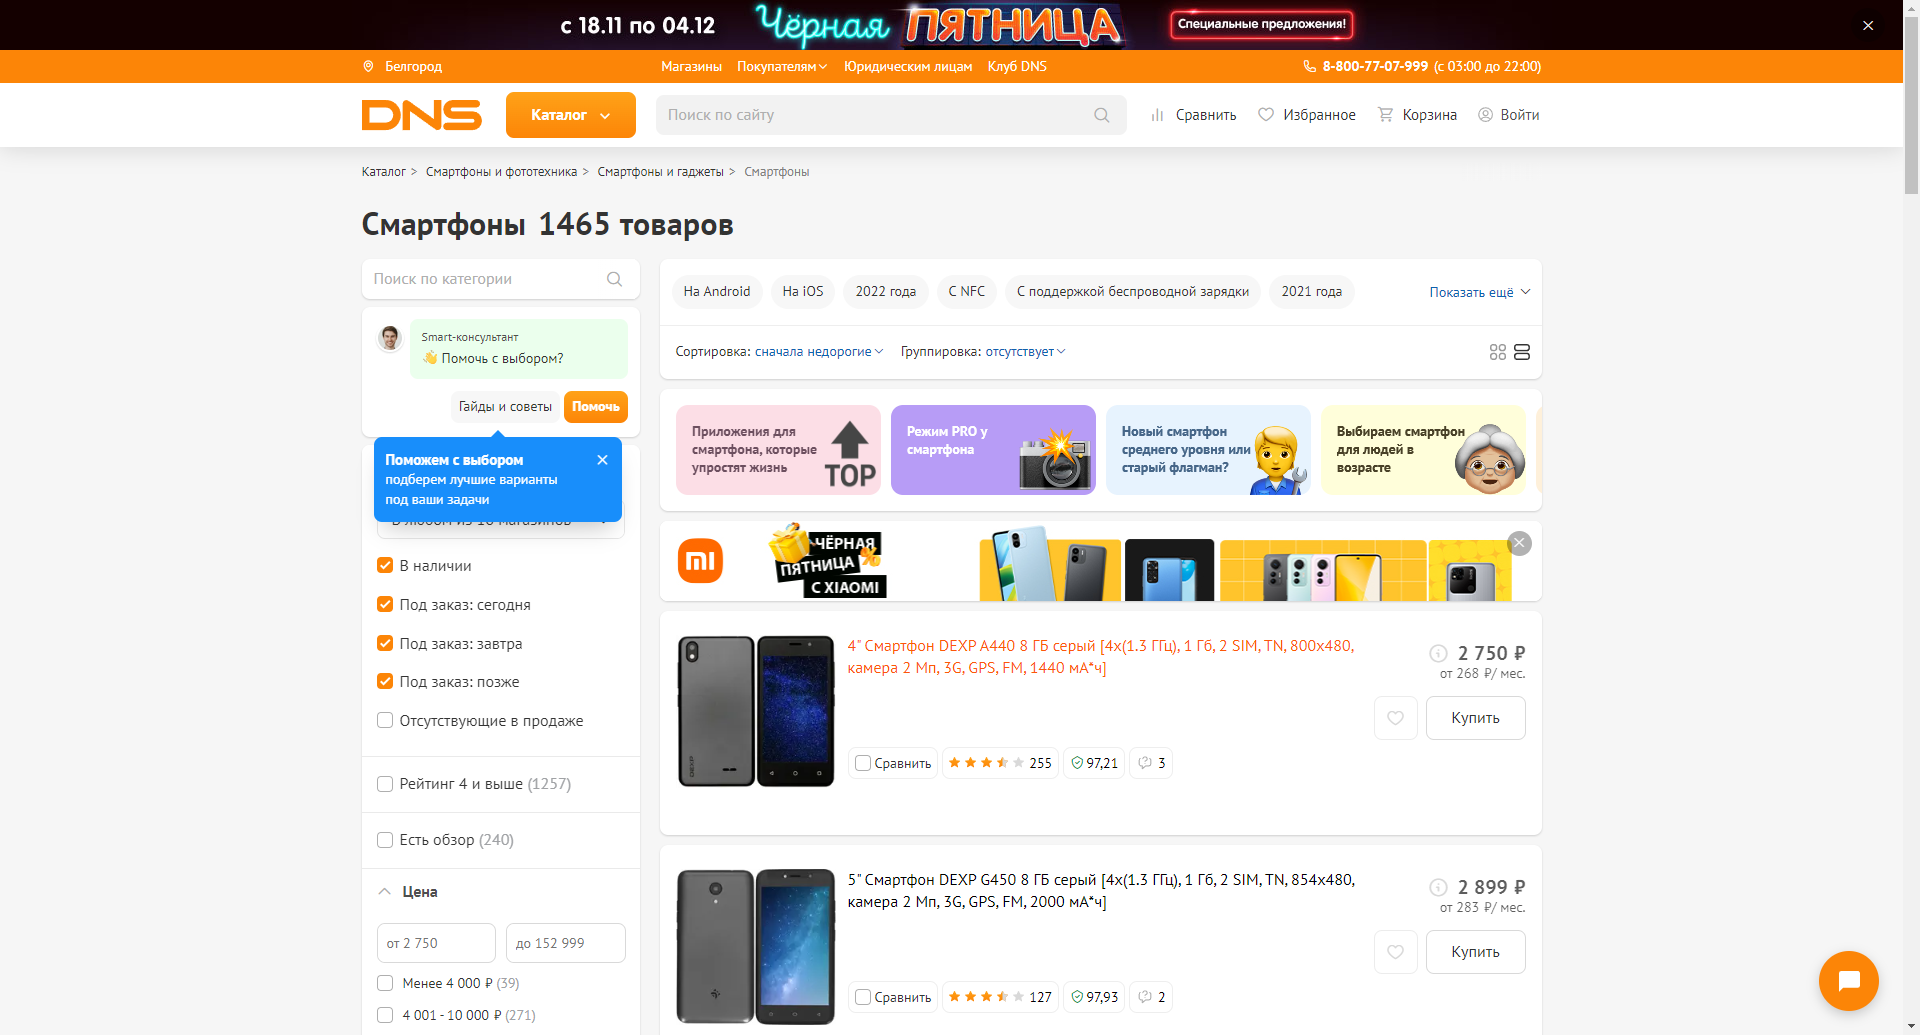 с 18.11 по 04.12
Чёрная ПЯТНИЦА
Специальные предложения!
Белгород
Магазины
Покупателям
Юридическим лицам
Клуб DNS
8-800-77-07-999 (с 03:00 до 22:00)
DNS
Каталог
Поиск по сайту
Сравнить
Избранное
Корзина
Войти
Каталог > Смартфоны и фототехника > Смартфоны и гаджеты > Смартфоны
Смартфоны 1465 товаров
Поиск по категории
Smart-консультант
Помочь с выбором?
Гайды и советы
Помочь
Поможем с выбором
подберем лучшие варианты
под ваши задачи
В наличии
Под заказ: сегодня
Под заказ: завтра
Под заказ: позже
Отсутствующие в продаже
Рейтинг 4 и выше (1257)
Есть обзор (240)
Цена
от 2 750
до 152 999
Менее 4 000 ₽ (39)
4 001 - 10 000 ₽ (271)
На Android
На iOS
2022 года
С NFC
С поддержкой беспроводной зарядки
2021 года
Показать ещё
Сортировка: сначала недорогие
Группировка: отсутствует
Приложения для
смартфона, которые
упростят жизнь
TOP
Режим PRO у
смартфона
Новый смартфон
среднего уровня или
старый флагман?
Выбираем смартфон
для людей в
возрасте
mi
ЧЁРНАЯ
ПЯТНИЦА
С XIAOMI
4" Смартфон DEXP A440 8 ГБ серый [4x(1.3 ГГц), 1 Гб, 2 SIM, TN, 800x480,
камера 2 Мп, 3G, GPS, FM, 1440 мА*ч]
2 750 ₽
от 268 ₽/ мес.
Купить
Сравнить
255
97,21
3
5" Смартфон DEXP G450 8 ГБ серый [4x(1.3 ГГц), 1 Гб, 2 SIM, TN, 854x480,
камера 2 Мп, 3G, GPS, FM, 2000 мА*ч]
2 899 ₽
от 283 ₽/ мес.
Купить
Сравнить
127
97,93
2